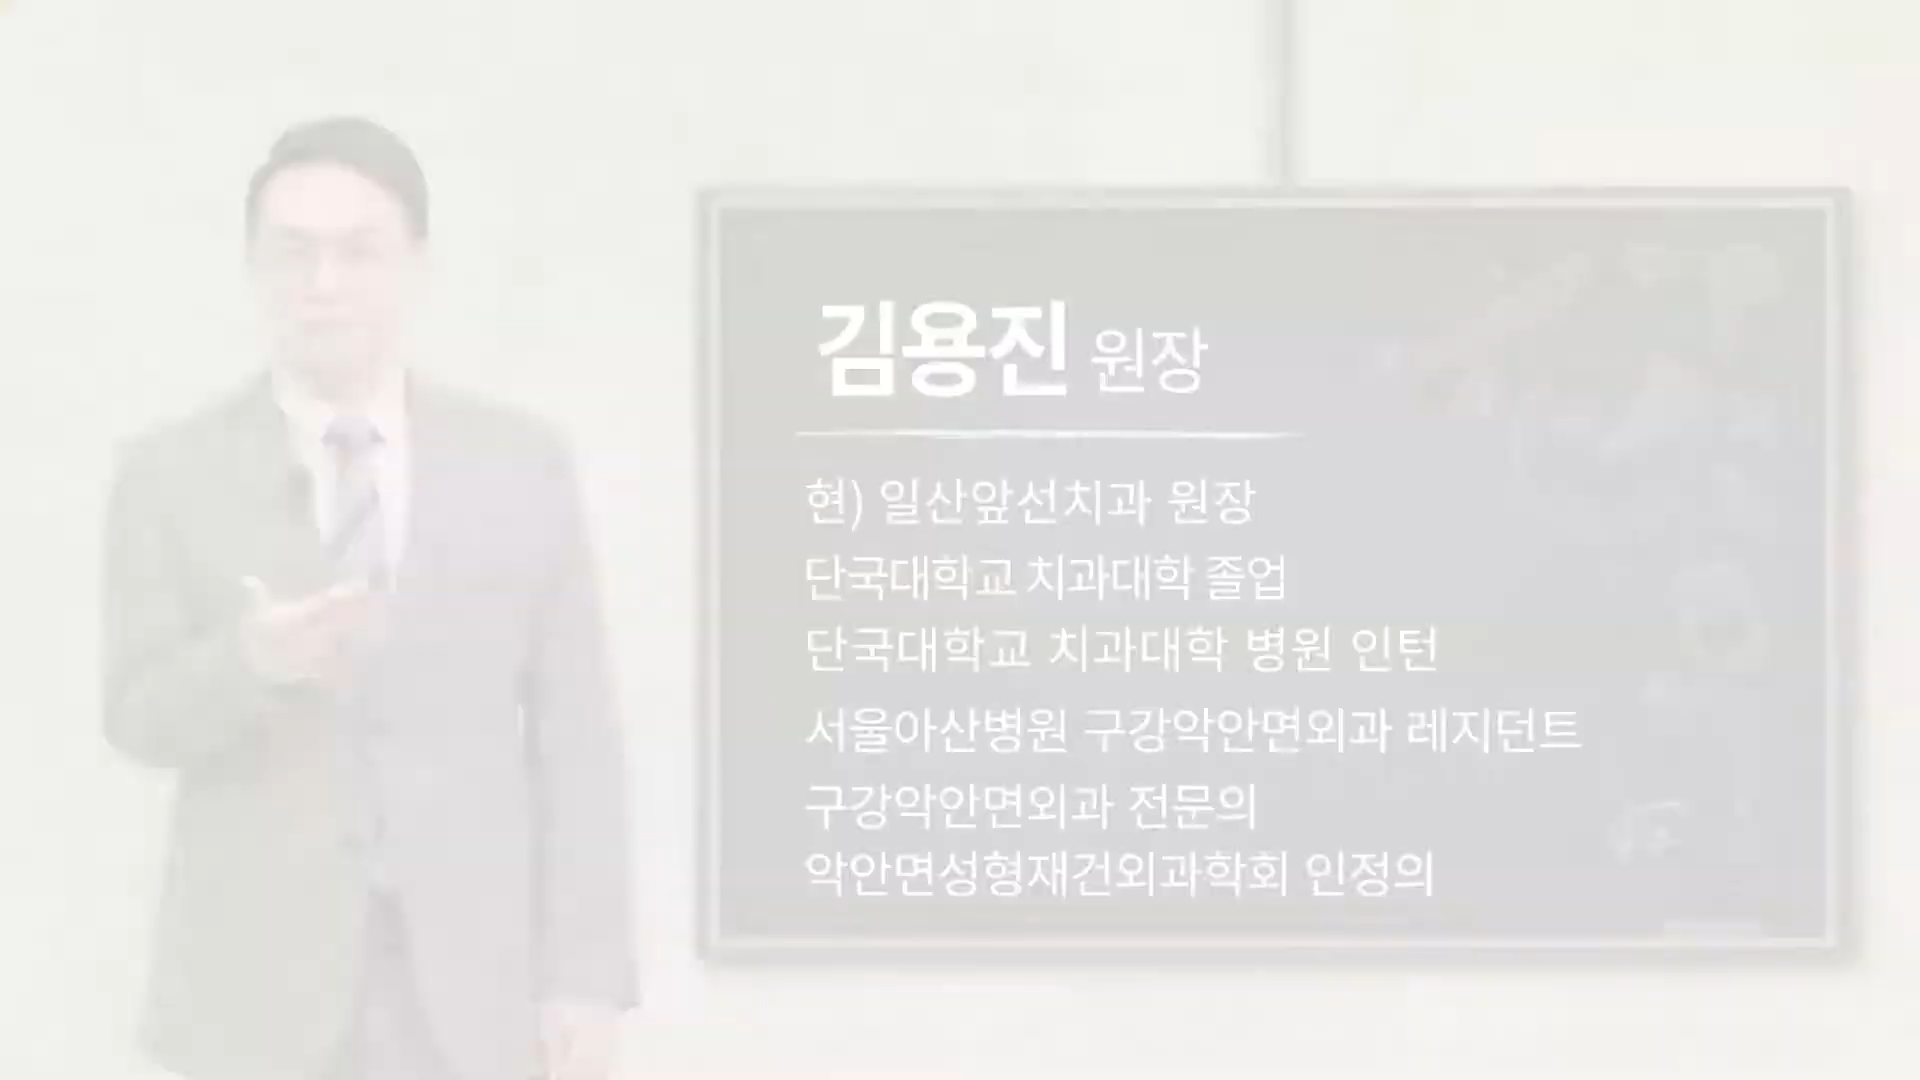 김용진 원장
현) 일산앞선치과 원장
단국대학교 치과대학 졸업
단국대학교 치과대학 병원 인턴
서울아산병원 구강악안면외과 레지던트
구강악안면외과 전문의
악안면성형재건외과학회 인정의